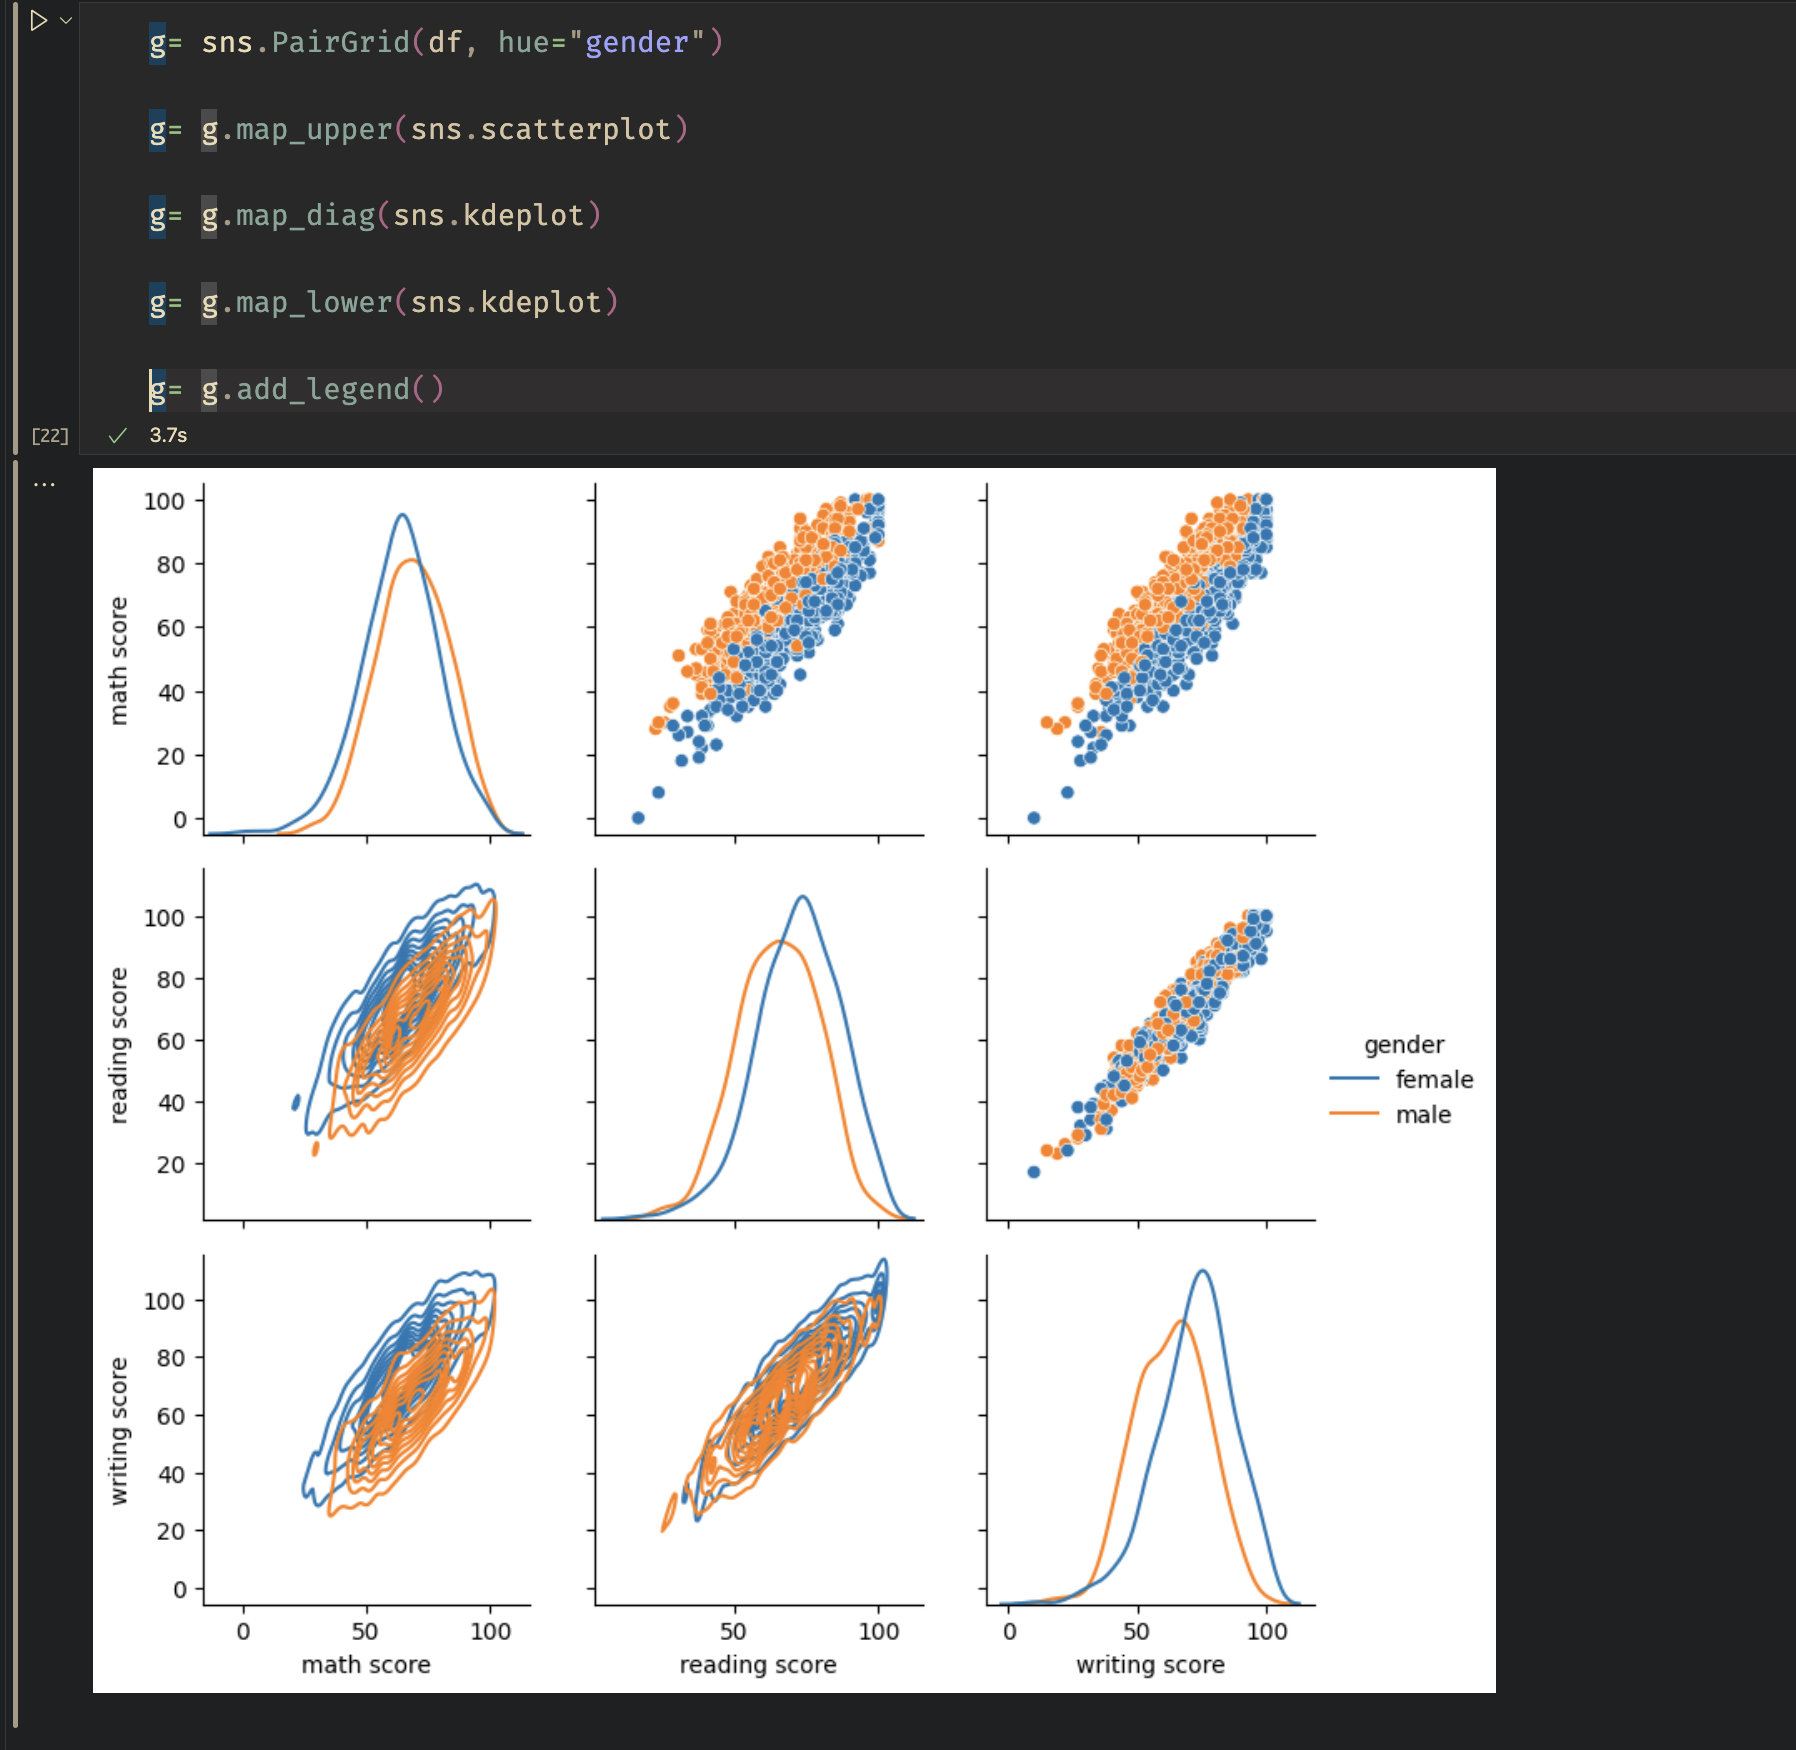 g= sns.PairGrid(df, hue="gender")
g= g.map_upper(sns.scatterplot)
g= g.map_diag(sns.kdeplot)
g= g.map_lower(sns.kdeplot)
g= g.add_legend()
[22] ✓ 3.7s
...
100
80
60
40
20
0
math score
100
80
60
40
20
reading score
gender
female
male
100
80
60
40
20
0
writing score
0 50 100
math score
50 100
reading score
0 50 100
writing score